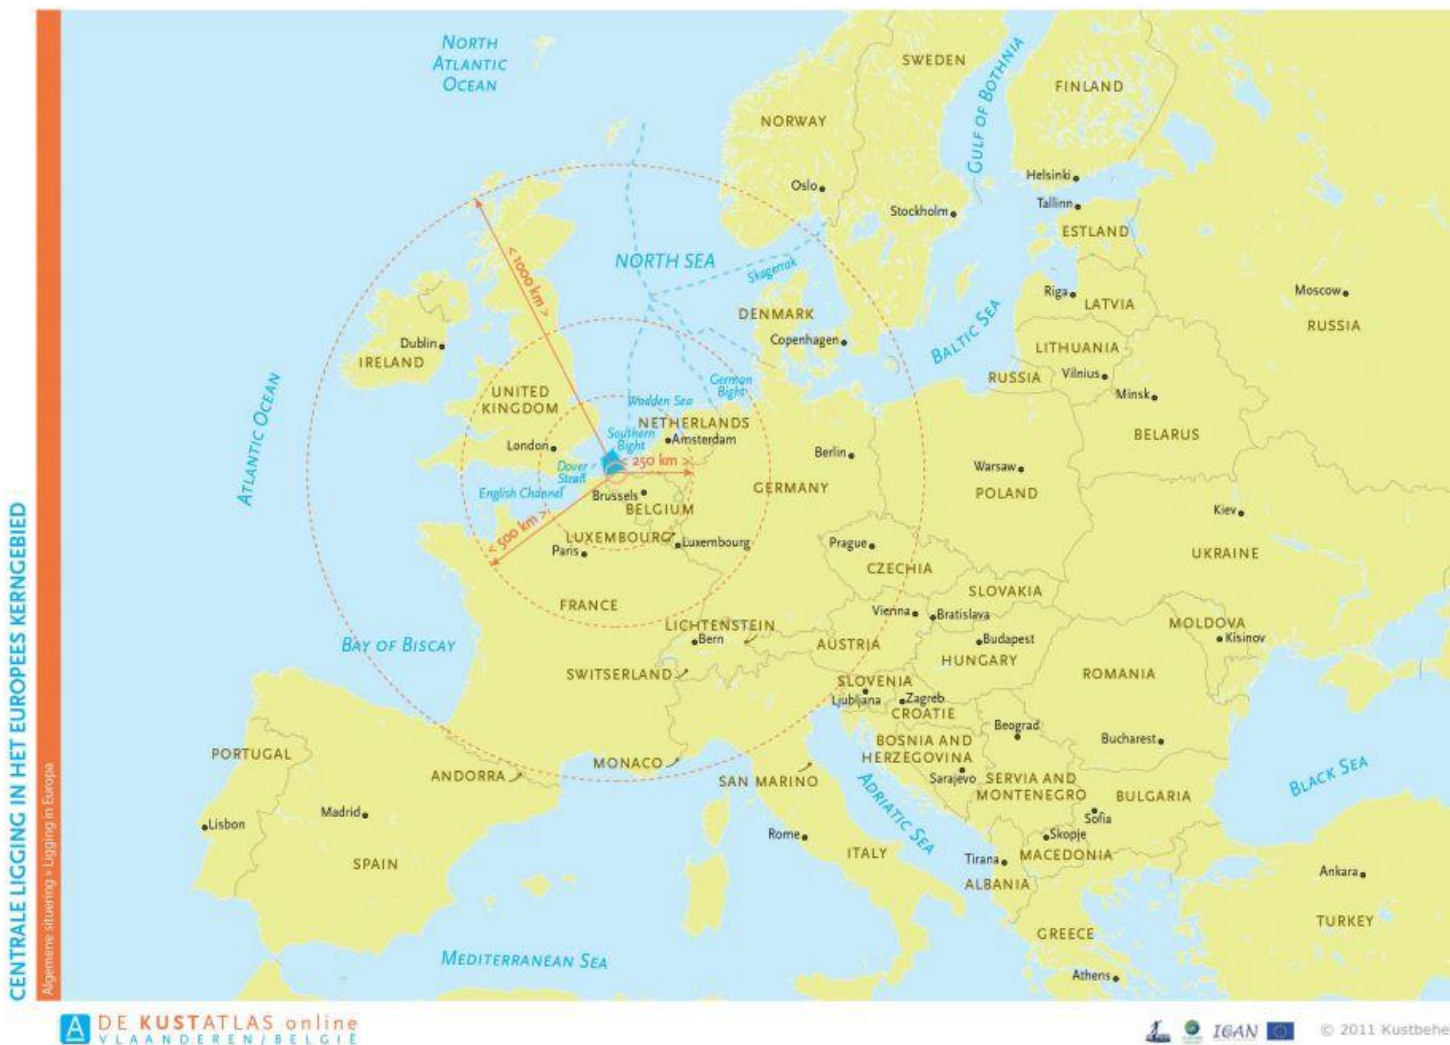 CENTRALE LIGGING IN HET EUROPEES KERNGEBIED
Algemene situering » Ligging in Europa
NORTH
ATLANTIC
OCEAN
SWEDEN
GULF OF BOTHNIA
FINLAND
NORWAY
Oslo
Helsinki
Tallinn
Stockholm
ESTLAND
NORTH SEA
< 1000 km >
Skagerrak
Riga
LATVIA
Moscow
RUSSIA
DENMARK
BALTIC SEA
Copenhagen
Dublin
IRELAND
LITHUANIA
RUSSIA
Vilnius
Minsk
ATLANTIC OCEAN
UNITED
KINGDOM
German
Bight
Wadden Sea
NETHERLANDS
Southern
Bight
Amsterdam
BELARUS
London
Berlin
< 250 km >
Dover
Strait
Warsaw
English Channel
Brussels
GERMANY
POLAND
BELGIUM
Kiev
< 500 km >
LUXEMBOURG
Luxembourg
Paris
Prague
UKRAINE
CZECHIA
SLOVAKIA
FRANCE
Vienna
Bratislava
LICHTENSTEIN
Bern
MOLDOVA
Kisinov
BAY OF BISCAY
AUSTRIA
Budapest
HUNGARY
SWITZERLAND
SLOVENIA
ROMANIA
Ljubljana
Zagreb
CROATIE
PORTUGAL
Beograd
Bucharest
BOSNIA AND
HERZEGOVINA
MONACO
ANDORRA
SAN MARINO
Sarajevo
SERVIA AND
MONTENEGRO
BLACK SEA
BULGARIA
ADRIATIC SEA
Madrid
Lisbon
Sofia
Rome
Skopje
SPAIN
ITALY
MACEDONIA
Tirana
ALBANIA
Ankara
TURKEY
GREECE
MEDITERRANEAN SEA
Athens
A DE KUSTATLAS online
VLAANDEREN/BELGIË
ICAN
© 2011 Kustbehe